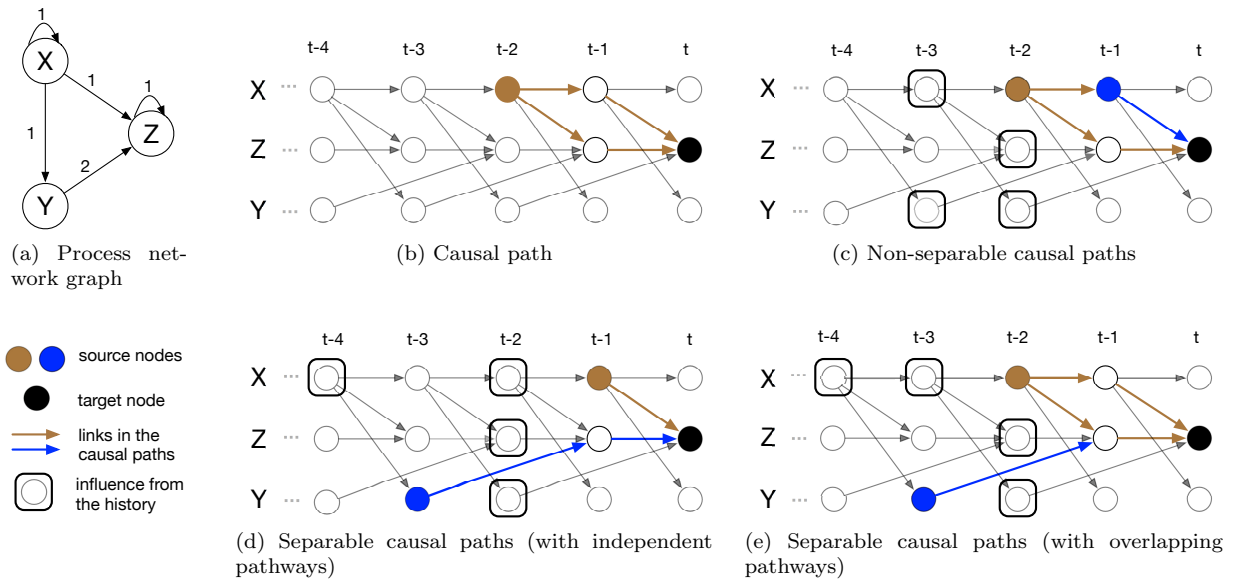 1
X
1
1
Z
1
2
Y
(a) Process net-
work graph
t-4 t-3 t-2 t-1 t
X ...
Z ...
Y ...
(b) Causal path
t-4 t-3 t-2 t-1 t
X ...
Z ...
Y ...
(c) Non-separable causal paths
source nodes
target node
links in the
causal paths
influence from
the history
t-4 t-3 t-2 t-1 t
X ...
Z ...
Y ...
(d) Separable causal paths (with independent
pathways)
t-4 t-3 t-2 t-1 t
X ...
Z ...
Y ...
(e) Separable causal paths (with overlapping
pathways)